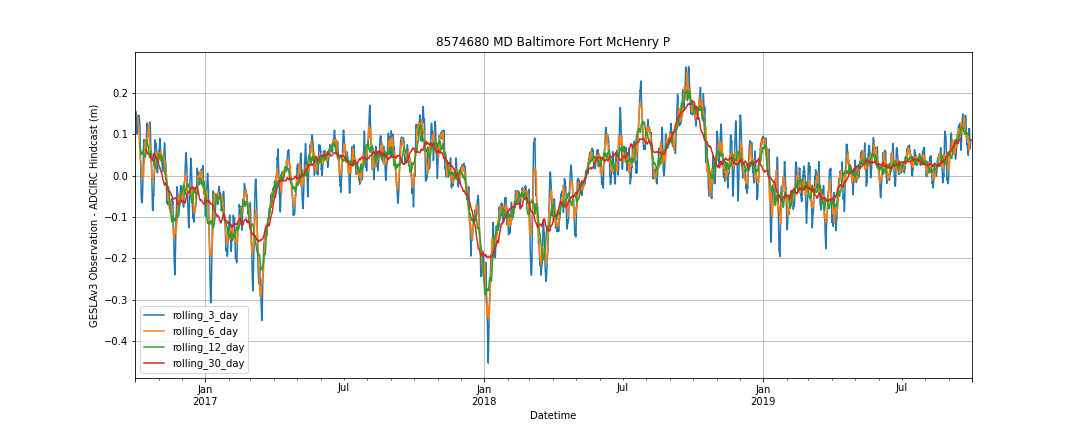 8574680 MD Baltimore Fort McHenry P
GESLAv3 Observation - ADCIRC Hindcast (m)
0.2
0.1
0.0
−0.1
−0.2
−0.3
−0.4
rolling_3_day
rolling_6_day
rolling_12_day
rolling_30_day
Jan
2017
Jul
Jan
2018
Jul
Jan
2019
Jul
Datetime